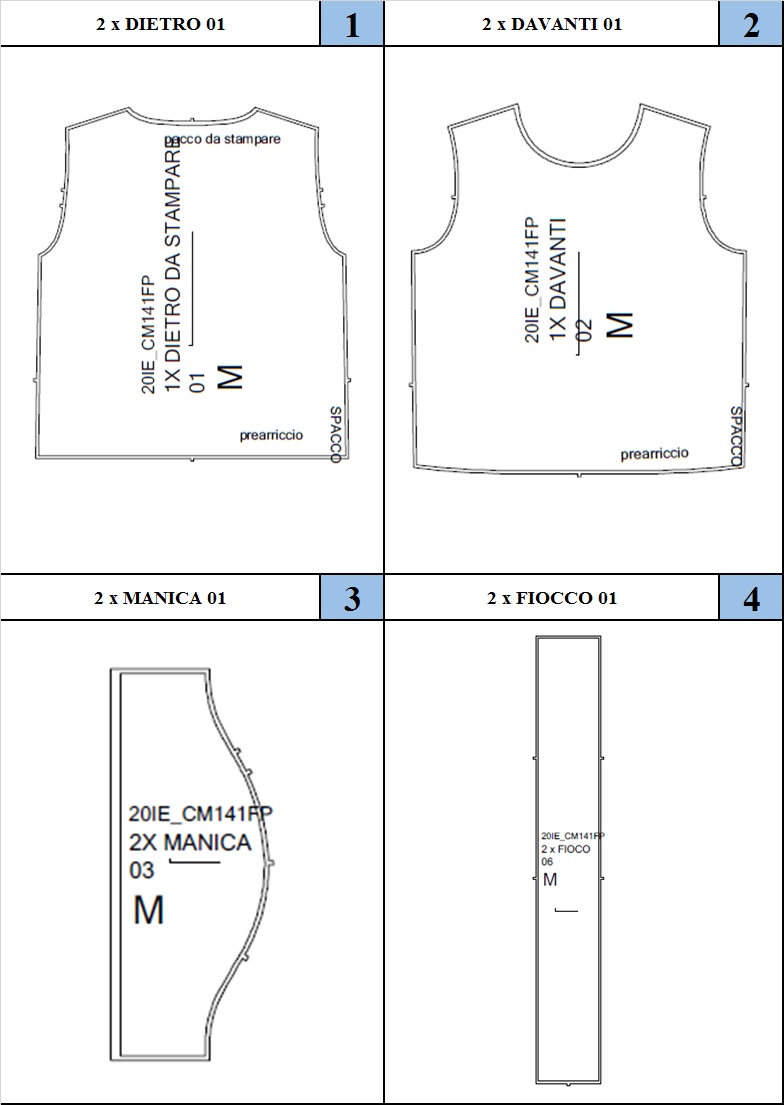 2 x DIETRO 01
1
2 x DAVANTI 01
2
pacco da stampare
20IE_CM141FP
1X DIETRO DA STAMPARE
01
M
prearriccio
SPACCO
20IE_CM141FP
1X DAVANTI
02
M
prearriccio
SPACCO
2 x MANICA 01
3
2 x FIOCCO 01
4
20IE_CM141FP
2X MANICA
03
M
20IE_CM141FP
2 x FIOCO
06
M